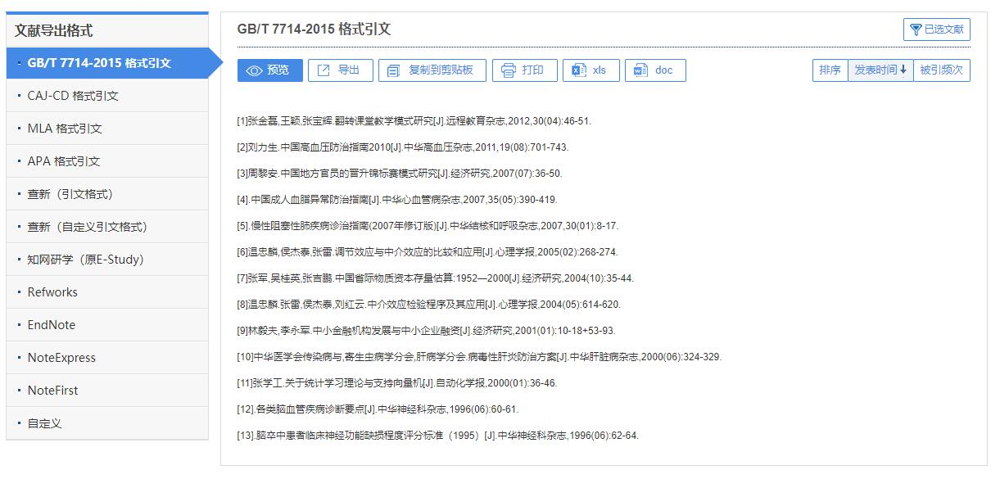 文献导出格式
GB/T 7714-2015 格式引文
CAJ-CD 格式引文
MLA 格式引文
APA 格式引文
查新（引文格式）
查新（自定义引文格式）
知网研学（原E-Study）
Refworks
EndNote
NoteExpress
NoteFirst
自定义
GB/T 7714-2015 格式引文
已选文献
预览 导出 复制到剪贴板 打印 xls doc 排序 发表时间↓ 被引频次
[1]张金磊,王颖,张宝辉.翻转课堂教学模式研究[J].远程教育杂志,2012,30(04):46-51.
[2]刘力生.中国高血压防治指南2010[J].中华高血压杂志,2011,19(08):701-743.
[3]周黎安.中国地方官员的晋升锦标赛模式研究[J].经济研究,2007(07):36-50.
[4].中国成人血脂异常防治指南[J].中华心血管病杂志,2007,35(05):390-419.
[5].慢性阻塞性肺疾病诊治指南(2007年修订版)[J].中华结核和呼吸杂志,2007,30(01):8-17.
[6]温忠麟,侯杰泰,张雷.调节效应与中介效应的比较和应用[J].心理学报,2005(02):268-274.
[7]张军,吴桂英,张吉鹏.中国省际物质资本存量估算:1952—2000[J].经济研究,2004(10):35-44.
[8]温忠麟.张雷,侯杰泰,刘红云.中介效应检验程序及其应用[J].心理学报,2004(05):614-620.
[9]林毅夫,李永军.中小金融机构发展与中小企业融资[J].经济研究,2001(01):10-18+53-93.
[10]中华医学会传染病与,寄生虫病学分会,肝病学分会.病毒性肝炎防治方案[J].中华肝脏病杂志,2000(06):324-329.
[11]张学工.关于统计学习理论与支持向量机[J].自动化学报,2000(01):36-46.
[12].各类脑血管疾病诊断要点[J].中华神经科杂志,1996(06):60-61.
[13].脑卒中患者临床神经功能缺损程度评分标准（1995）[J].中华神经科杂志,1996(06):62-64.